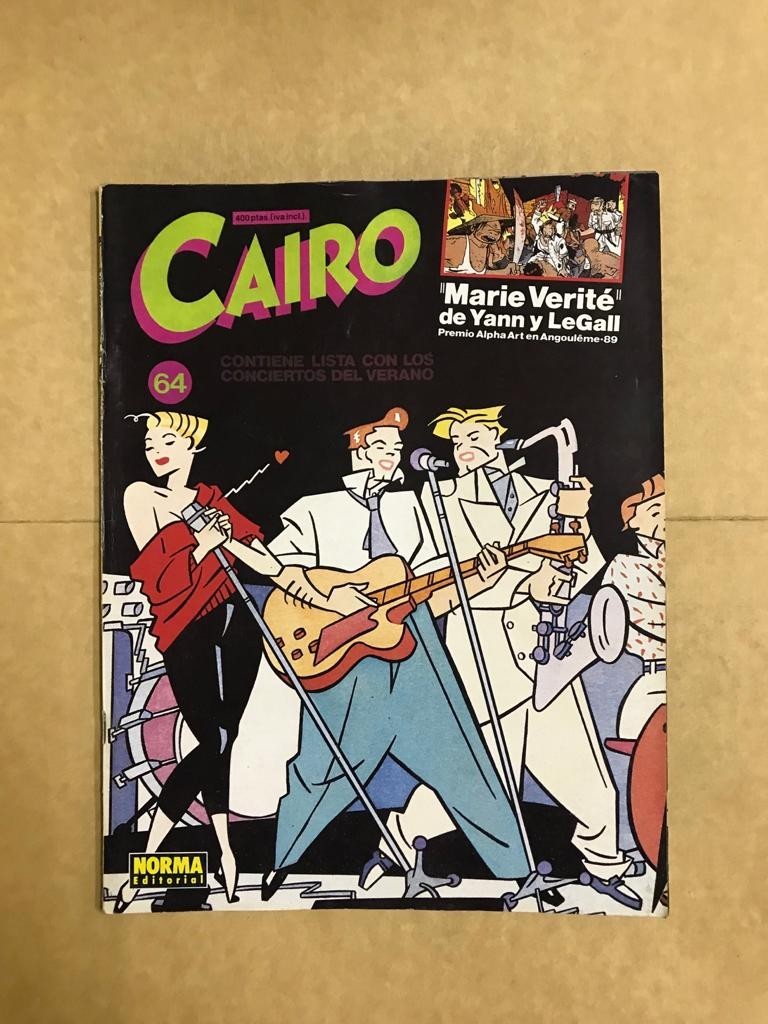 400 ptas. (iva incl.).
CAIRO
"Marie Verité"
de Yann y LeGall
Premio Alpha Art en Angoulême-89
CONTIENE LISTA CON LOS
CONCIERTOS DEL VERANO
64
NORMA
Editorial